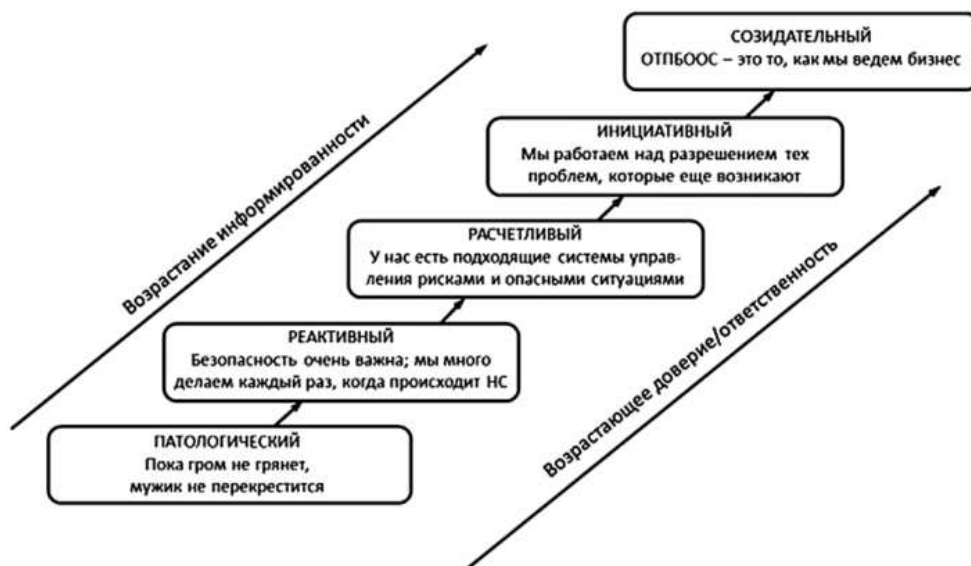 СОЗИДАТЕЛЬНЫЙ
ОТПБООС – это то, как мы ведем бизнес
ИНИЦИАТИВНЫЙ
Мы работаем над разрешением тех
проблем, которые еще возникают
РАСЧЕТЛИВЫЙ
У нас есть подходящие системы управ-
ления рисками и опасными ситуациями
РЕАКТИВНЫЙ
Безопасность очень важна; мы много
делаем каждый раз, когда происходит НС
ПАТОЛОГИЧЕСКИЙ
Пока гром не грянет,
мужик не перекрестится
Возрастание информированности
Возрастающее доверие/ответственность